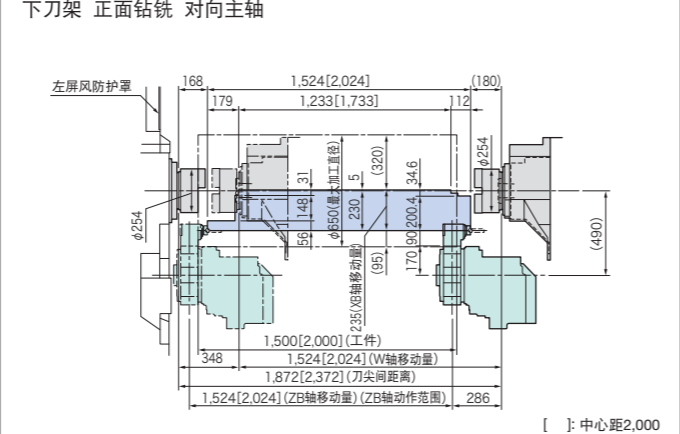 下刀架 正面钻铣 对向主轴
左屏风防护罩
168
1,524[2,024]
(180)
179
1,233[1,733]
112
φ254
31
148
56
φ650(最大加工直径)
5
230
235(XB轴移动量)
(320)
(95)
34.6
200.4
90
170
φ254
(490)
1,500[2,000](工件)
348
1,524[2,024](W轴移动量)
1,872[2,372](刀尖间距离)
1,524[2,024](ZB轴移动量)(ZB轴动作范围)
286
[ ]: 中心距2,000